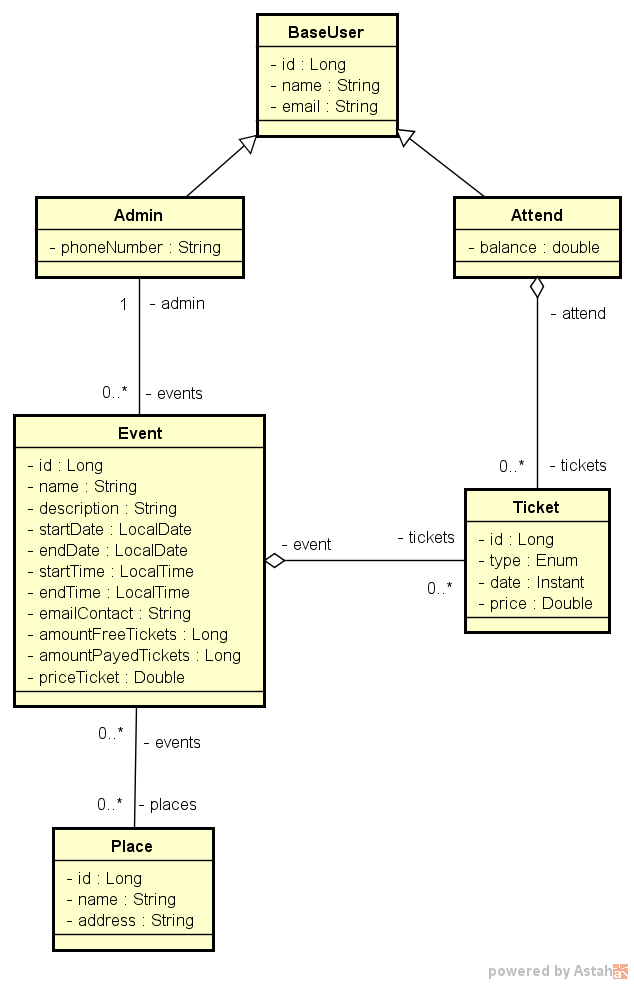 BaseUser
- id : Long
- name : String
- email : String
Admin
- phoneNumber : String
Attend
- balance : double
1
- admin
0..*
- events
- attend
0..*
- tickets
Event
- id : Long
- name : String
- description : String
- startDate : LocalDate
- endDate : LocalDate
- startTime : LocalTime
- endTime : LocalTime
- emailContact : String
- amountFreeTickets : Long
- amountPayedTickets : Long
- priceTicket : Double
- event
- tickets
0..*
Ticket
- id : Long
- type : Enum
- date : Instant
- price : Double
0..*
- events
0..*
- places
Place
- id : Long
- name : String
- address : String
powered by Astah